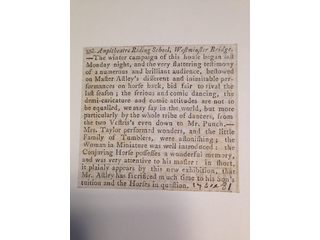 Amphitheatre Riding School, Westminster Bridge.
—The winter campaign of this house began last
Monday night, and the very flattering testimony
of a numerous and brilliant audience, bestowed
on Master Astley's different and inimitable per-
formances on horse back, bid fair to rival the
last season; the serious and comic dancing, the
demi-caricature and comic attitudes are not to
be equalled, we may say in the world, but more
particularly by the whole tribe of dancers, from
the two Vestris's even down to Mr. Punch.—
Mrs. Taylor performed wonders, and the little
Family of Tumblers, were astonishing; the
Woman in Miniature was well introduced: the
Conjuring Horse possesses a wonderful memory,
and was very attentive to his master: in short,
it plainly appears by this new exhibition, that
Mr. Astley has sacrificed much time to his son's
tuition and the Horses in question.